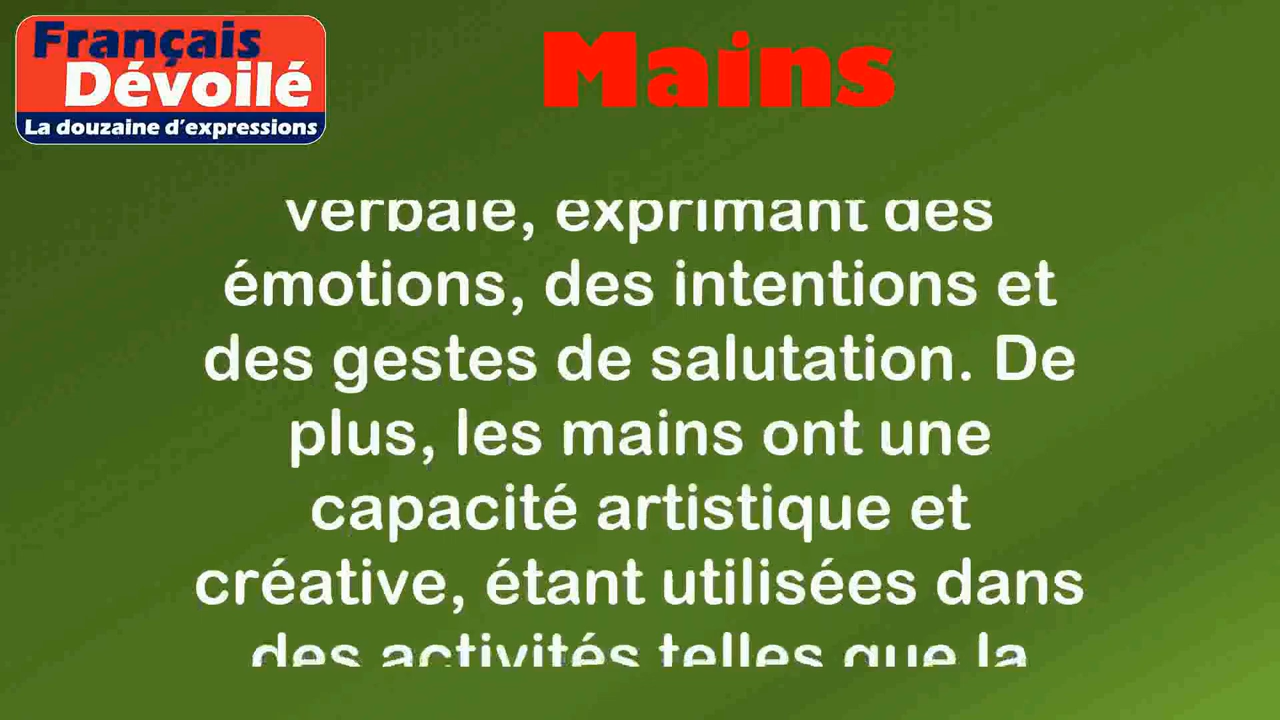 Français
Dévoilé
La douzaine d'expressions
Mains
verbale, exprimant des
émotions, des intentions et
des gestes de salutation. De
plus, les mains ont une
capacité artistique et
créative, étant utilisées dans
des activités telles que la